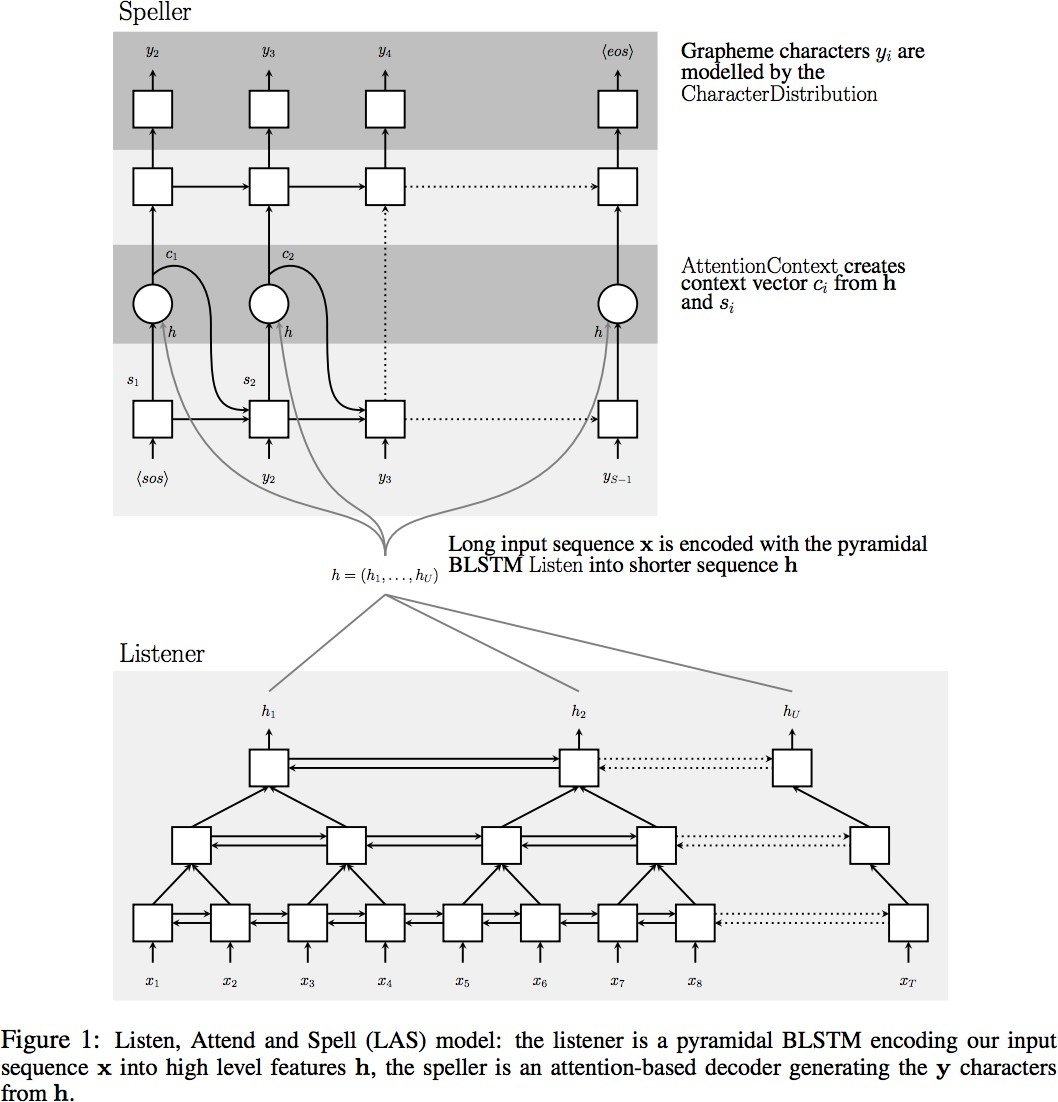 Speller
y₂ y₃ y₄ ⟨eos⟩
Grapheme characters yᵢ are
modelled by the
CharacterDistribution
c₁ c₂
AttentionContext creates
context vector cᵢ from h
and sᵢ
h h h
s₁ s₂
⟨sos⟩ y₂ y₃ y_{S−1}
Long input sequence x is encoded with the pyramidal
BLSTM Listen into shorter sequence h
h = (h₁, . . . , h_U)
Listener
h₁ h₂ h_U
x₁ x₂ x₃ x₄ x₅ x₆ x₇ x₈ x_T
Figure 1: Listen, Attend and Spell (LAS) model: the listener is a pyramidal BLSTM encoding our input
sequence x into high level features h, the speller is an attention-based decoder generating the y characters
from h.